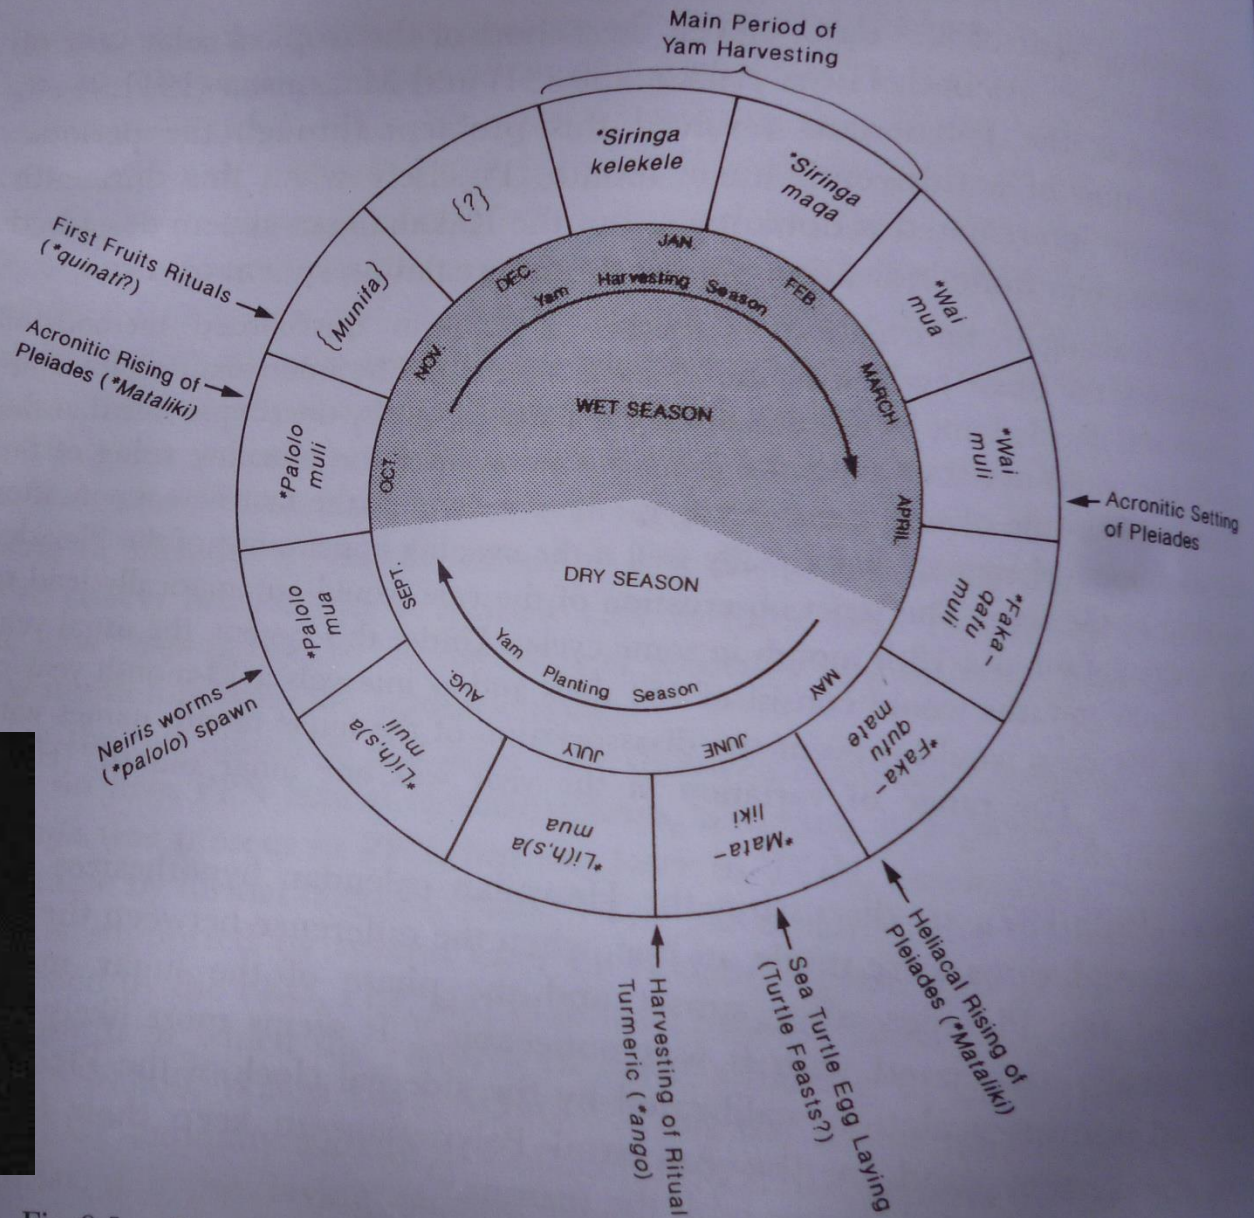 Main Period of
Yam Harvesting
*Siringa
kelekele
*Siringa
maqa
*Wai
mua
*Wai
muli
*Faka-
qafu
muli
*Faka-
qufu
mate
*Mata-
liki
*Li(h,s)a
mua
*Li(h,s)a
muli
*Palolo
mua
*Palolo
muli
{Munifa}
{?}
JAN.
FEB.
MARCH
APRIL
MAY
JUNE
JULY
AUG.
SEPT.
OCT.
NOV.
DEC.
Yam Harvesting Season
WET SEASON
DRY SEASON
Yam Planting Season
First Fruits Rituals
(*quinati?)
Acronitic Rising of
Pleiades (*Mataliki)
Neiris worms
(*palolo) spawn
Acronitic Setting
of Pleiades
Heliacal Rising of
Pleiades (*Mataliki)
Sea Turtle Egg Laying
(Turtle Feasts?)
Harvesting of Ritual
Turmeric (*ango)